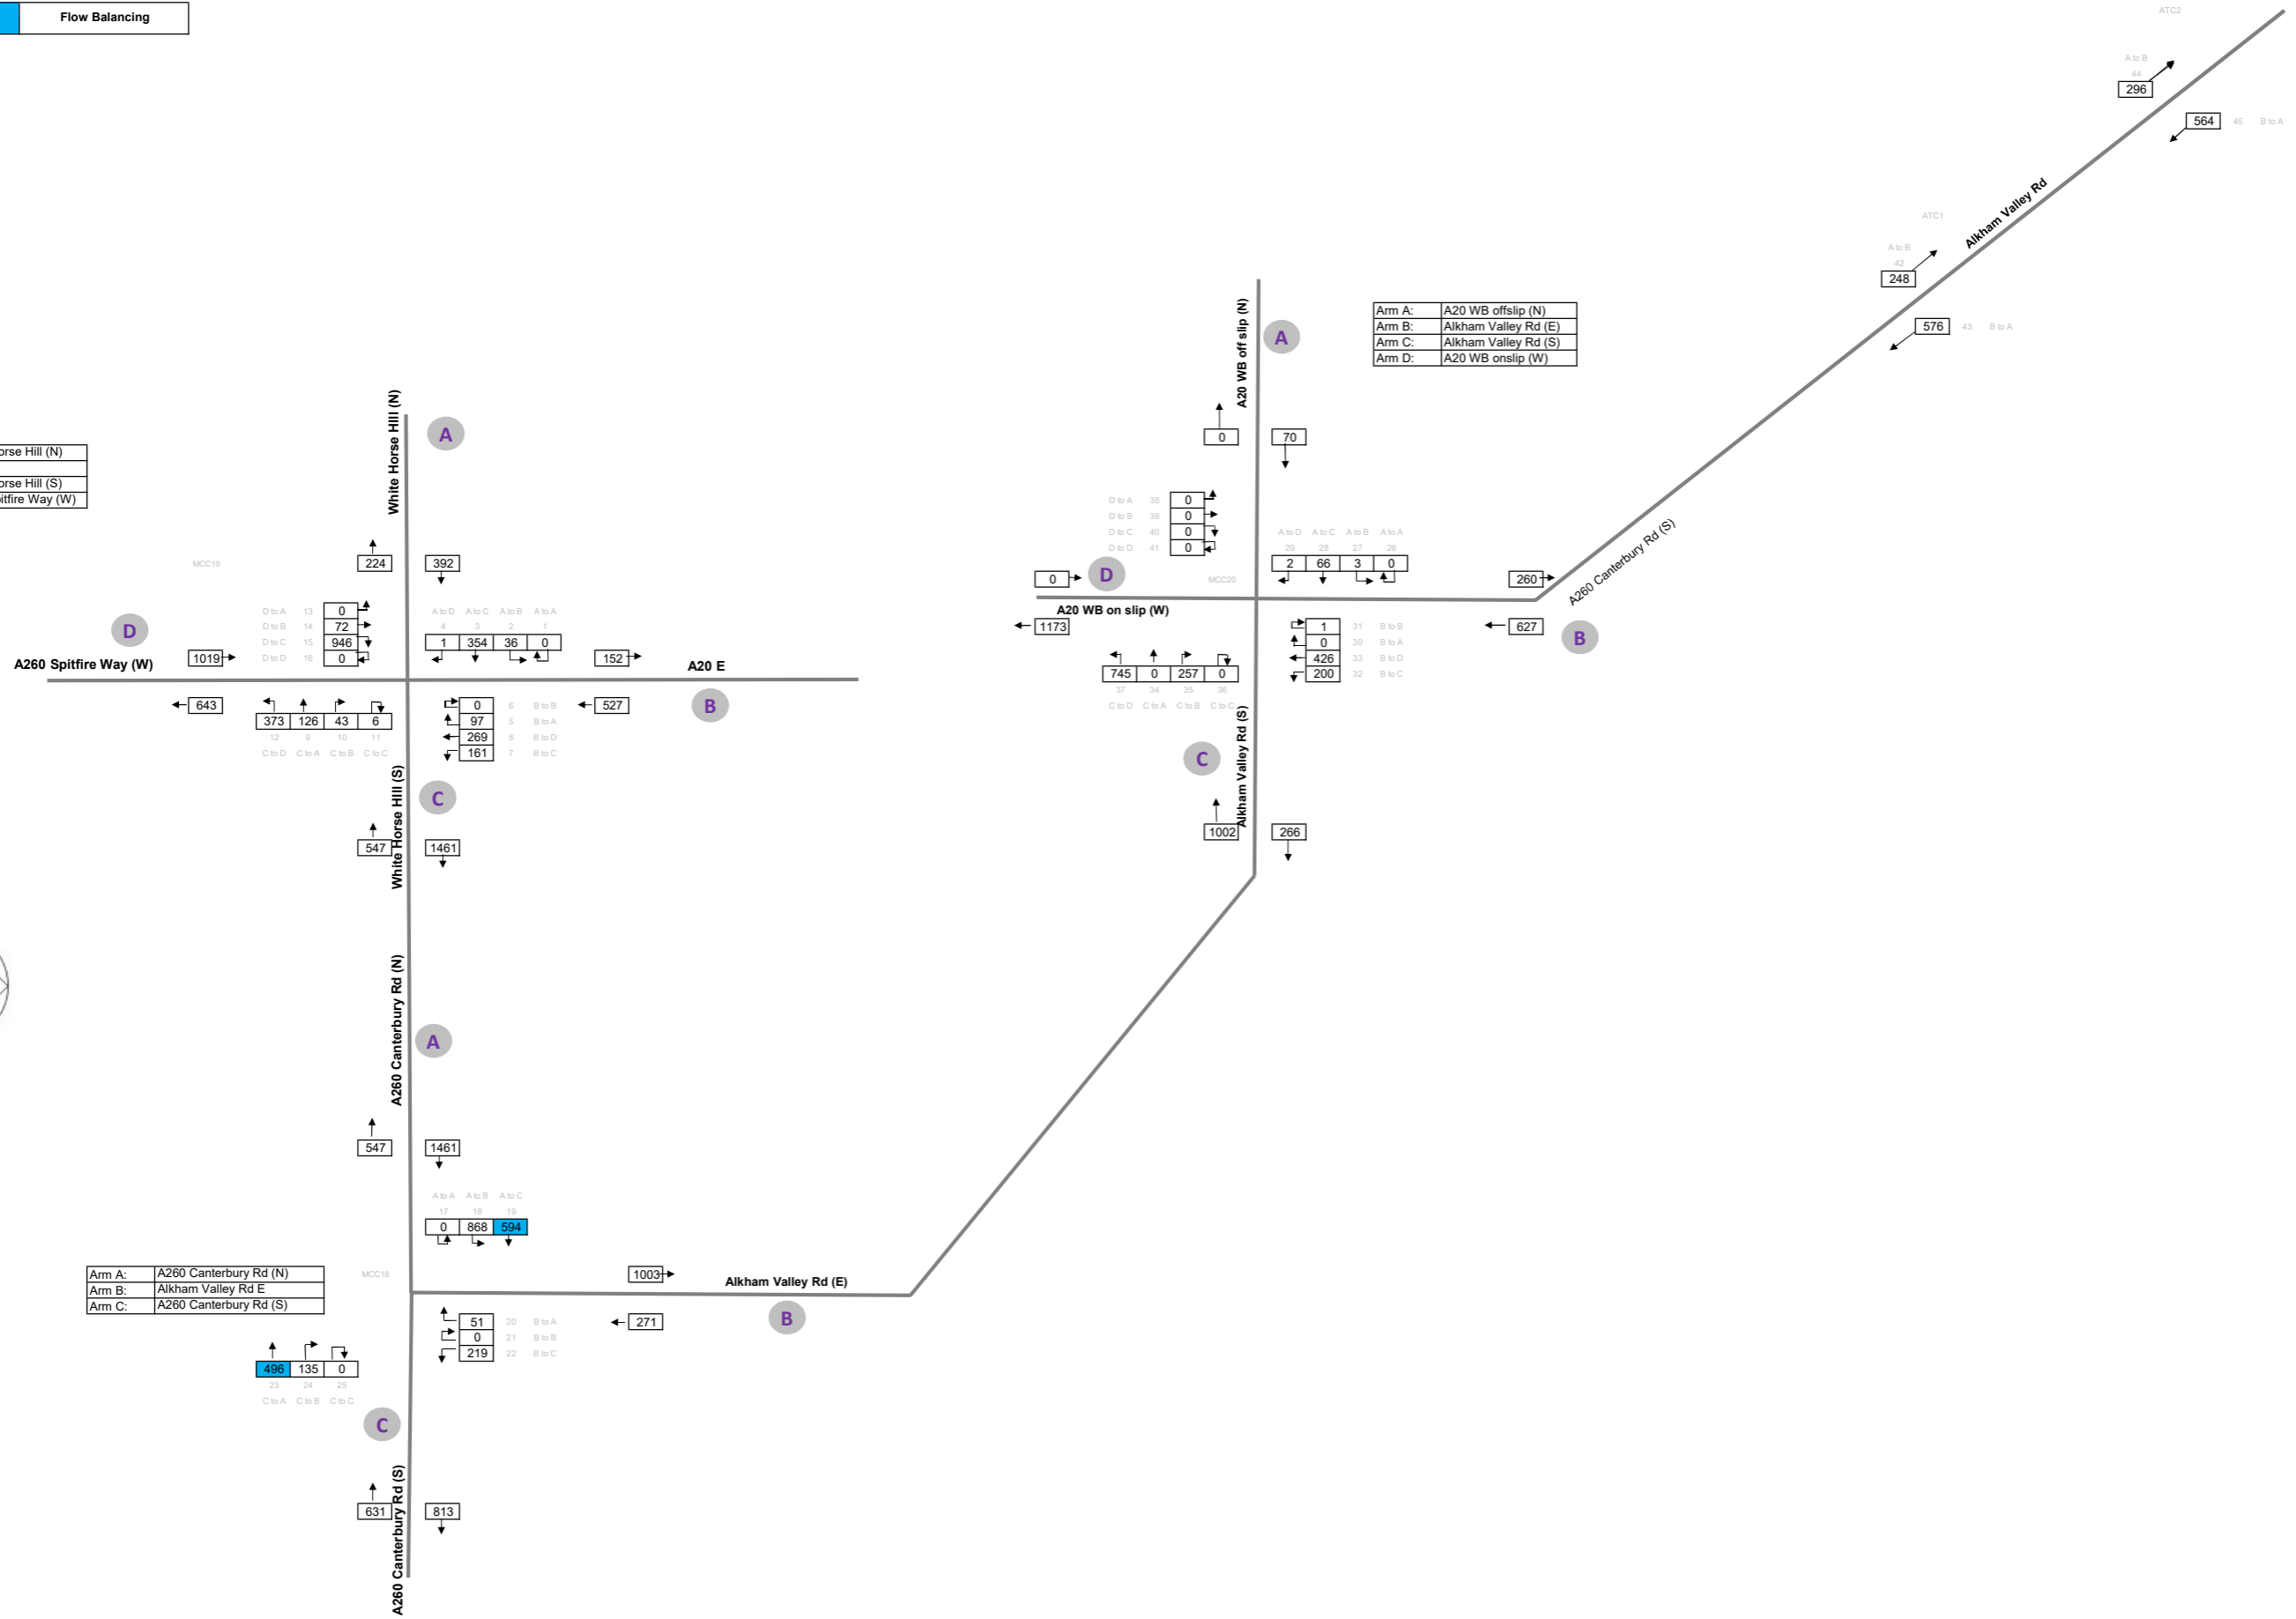 Flow Balancing
ATC2
A to B
44
296
564 45 B to A
Alkham Valley Rd
ATC1
A to B
42
248
576 43 B to A
A20 WB off slip (N)
A
Arm A: A20 WB offslip (N)
Arm B: Alkham Valley Rd (E)
Arm C: Alkham Valley Rd (S)
Arm D: A20 WB onslip (W)
0 70
D to A 38 0
D to B 39 0
D to C 40 0
D to D 41 0
A to D A to C A to B A to A
29 28 27 26
2 66 3 0
0 D MCC20
260
A260 Canterbury Rd (S)
A20 WB on slip (W)
1173
627
B
1 31 B to B
0 30 B to A
426 33 B to D
200 32 B to C
745 0 257 0
37 34 35 36
C to D C to A C to B C to C
C
Alkham Valley Rd (S)
1002 266
White Horse Hill (N)
A
orse Hill (N)
orse Hill (S)
pitfire Way (W)
MCC19
224 392
D to A 13 0
D to B 14 72
D to C 15 946
D to D 16 0
A to D A to C A to B A to A
4 3 2 1
1 354 36 0
D
A260 Spitfire Way (W)
1019
152
A20 E
643
373 126 43 6
12 9 10 11
C to D C to A C to B C to C
0 6 B to B
97 5 B to A
269 8 B to D
161 7 B to C
527
B
White Horse Hill (S)
C
547 1461
A260 Canterbury Rd (N)
A
547 1461
A to A A to B A to C
17 18 19
0 868 594
Arm A: A260 Canterbury Rd (N)
Arm B: Alkham Valley Rd E
Arm C: A260 Canterbury Rd (S)
MCC18
1003
Alkham Valley Rd (E)
51 20 B to A
0 21 B to B
219 22 B to C
271
B
496 135 0
23 24 25
C to A C to B C to C
C
A260 Canterbury Rd (S)
631 813